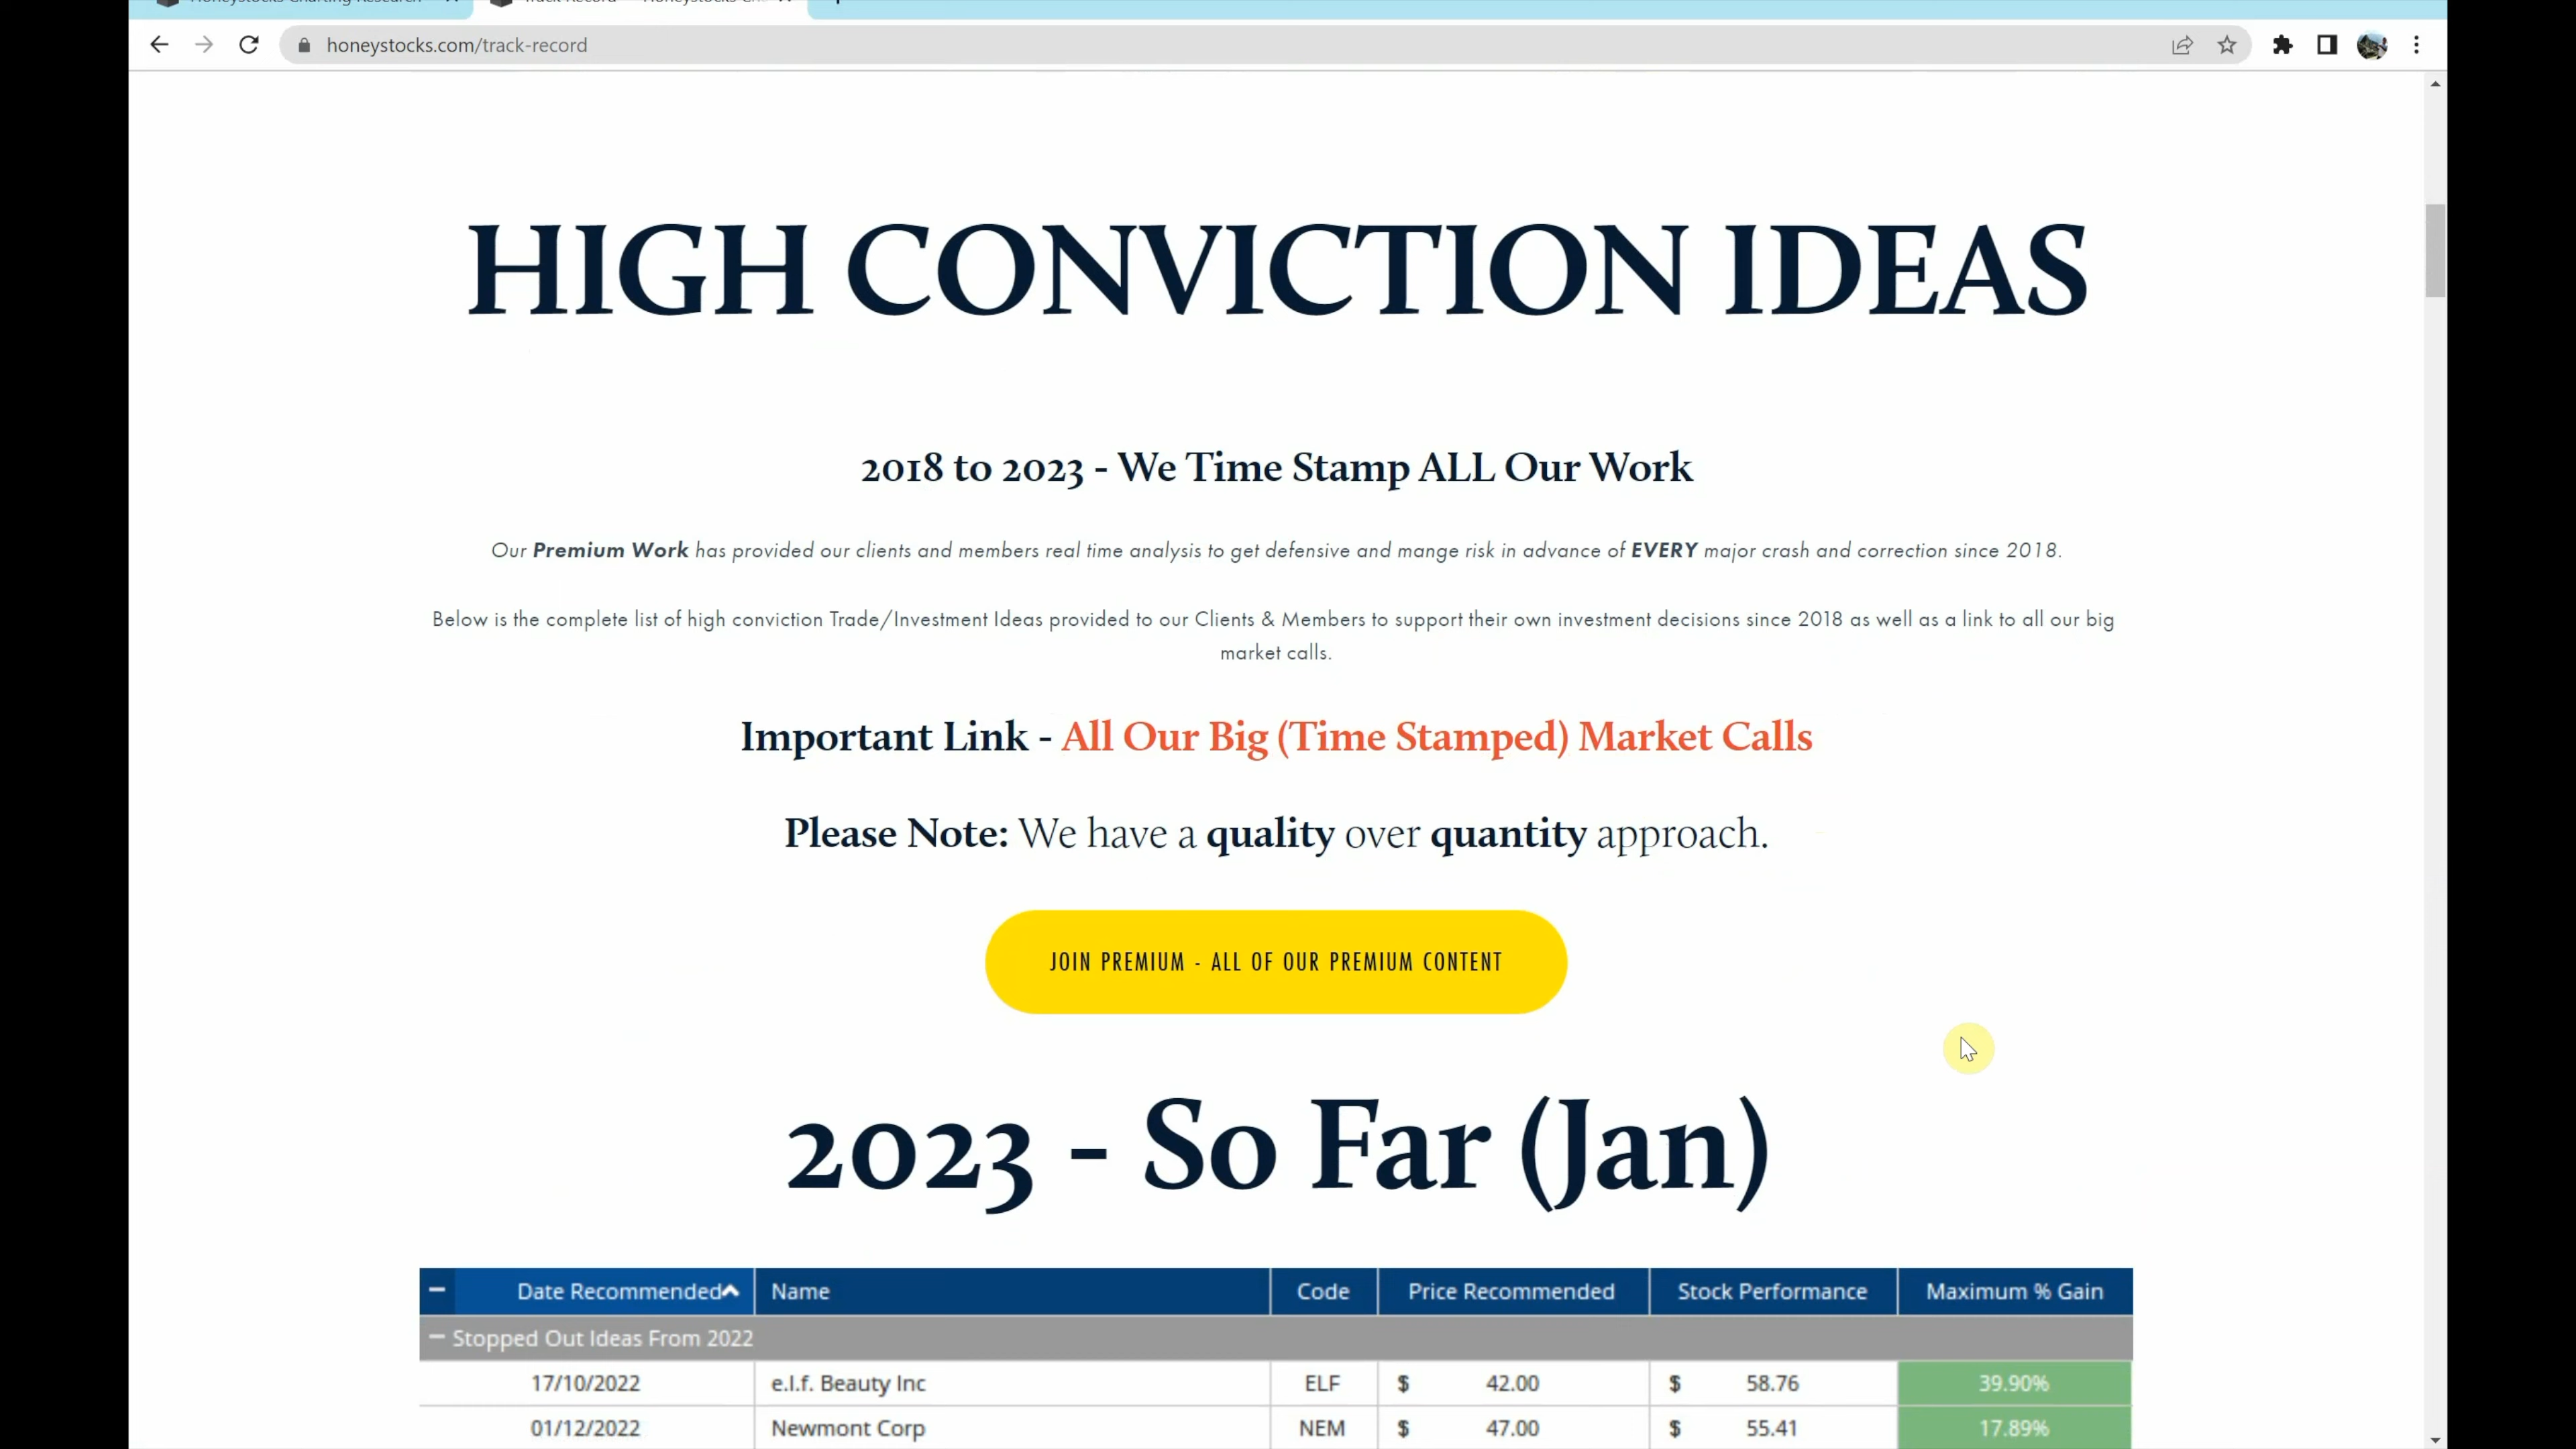 honeystocks.com/track-record
HIGH CONVICTION IDEAS
2018 to 2023 - We Time Stamp ALL Our Work
Our Premium Work has provided our clients and members real time analysis to get defensive and mange risk in advance of EVERY major crash and correction since 2018.
Below is the complete list of high conviction Trade/Investment Ideas provided to our Clients & Members to support their own investment decisions since 2018 as well as a link to all our big
market calls.
Important Link - All Our Big (Time Stamped) Market Calls
Please Note: We have a quality over quantity approach.
JOIN PREMIUM - ALL OF OUR PREMIUM CONTENT
2023 - So Far (Jan)
Date Recommended Name Code Price Recommended Stock Performance Maximum % Gain
Stopped Out Ideas From 2022
17/10/2022 e.l.f. Beauty Inc ELF $ 42.00 $ 58.76 39.90%
01/12/2022 Newmont Corp NEM $ 47.00 $ 55.41 17.89%